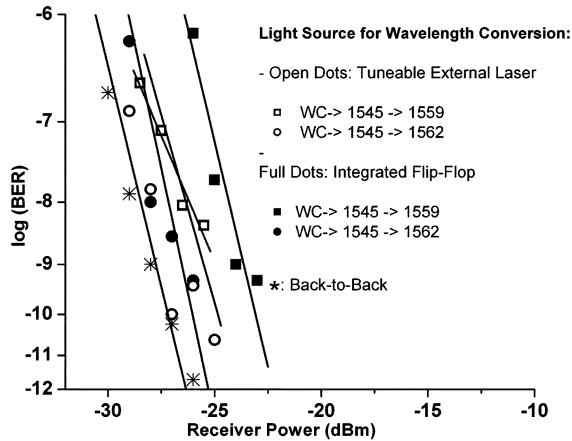 -6
-7
-8
-9
-10
-11
-12
log (BER)
-30
-25
-20
-15
-10
Receiver Power (dBm)
Light Source for Wavelength Conversion:
- Open Dots: Tuneable External Laser
WC-> 1545 -> 1559
WC-> 1545 -> 1562
-
Full Dots: Integrated Flip-Flop
WC-> 1545 -> 1559
WC-> 1545 -> 1562
*: Back-to-Back